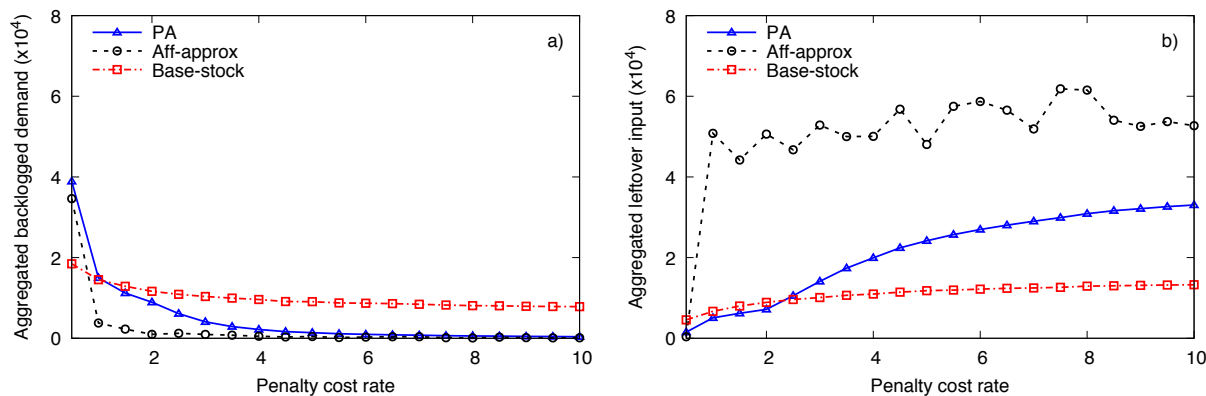 Aggregated backlogged demand (x10⁴)
8
6
4
2
0
PA
Aff-approx
Base-stock
a)
2
4
6
8
10
Penalty cost rate
Aggregated leftover input (x10⁴)
8
6
4
2
0
PA
Aff-approx
Base-stock
b)
2
4
6
8
10
Penalty cost rate